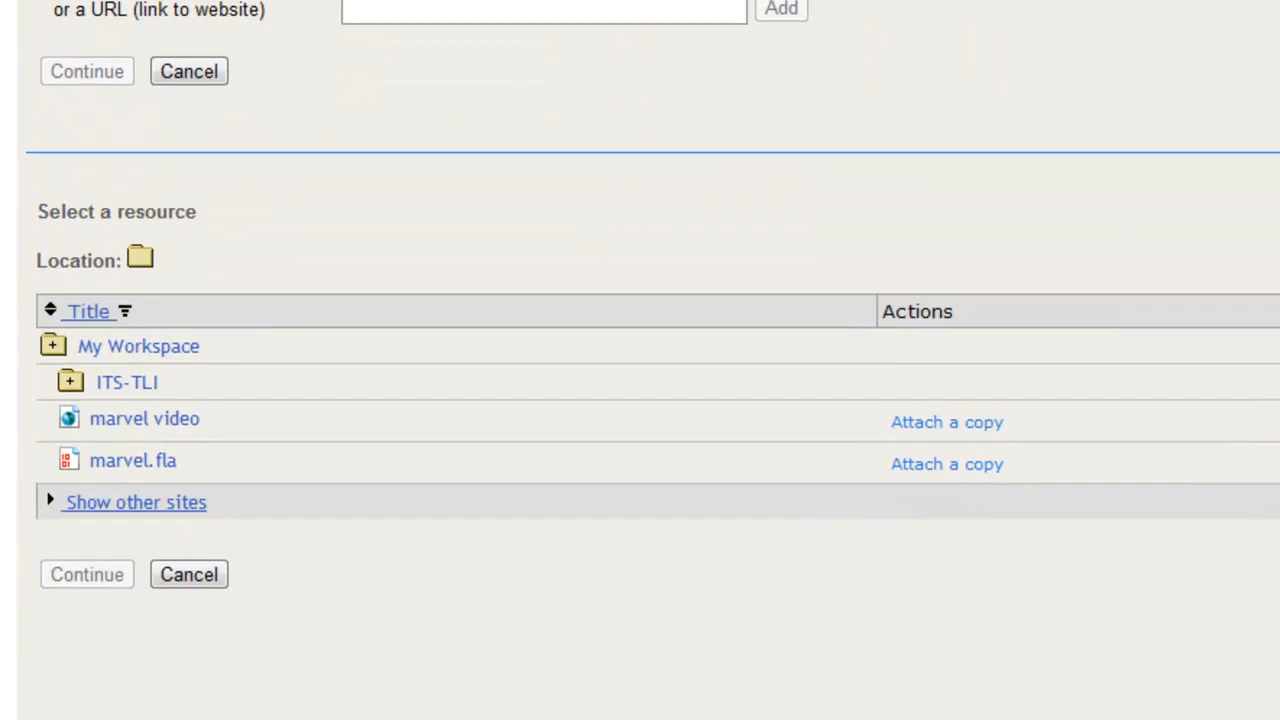 or a URL (link to website) Add
Continue Cancel
Select a resource
Location:
Title Actions
My Workspace
ITS-TLI
marvel video Attach a copy
marvel.fla Attach a copy
Show other sites
Continue Cancel